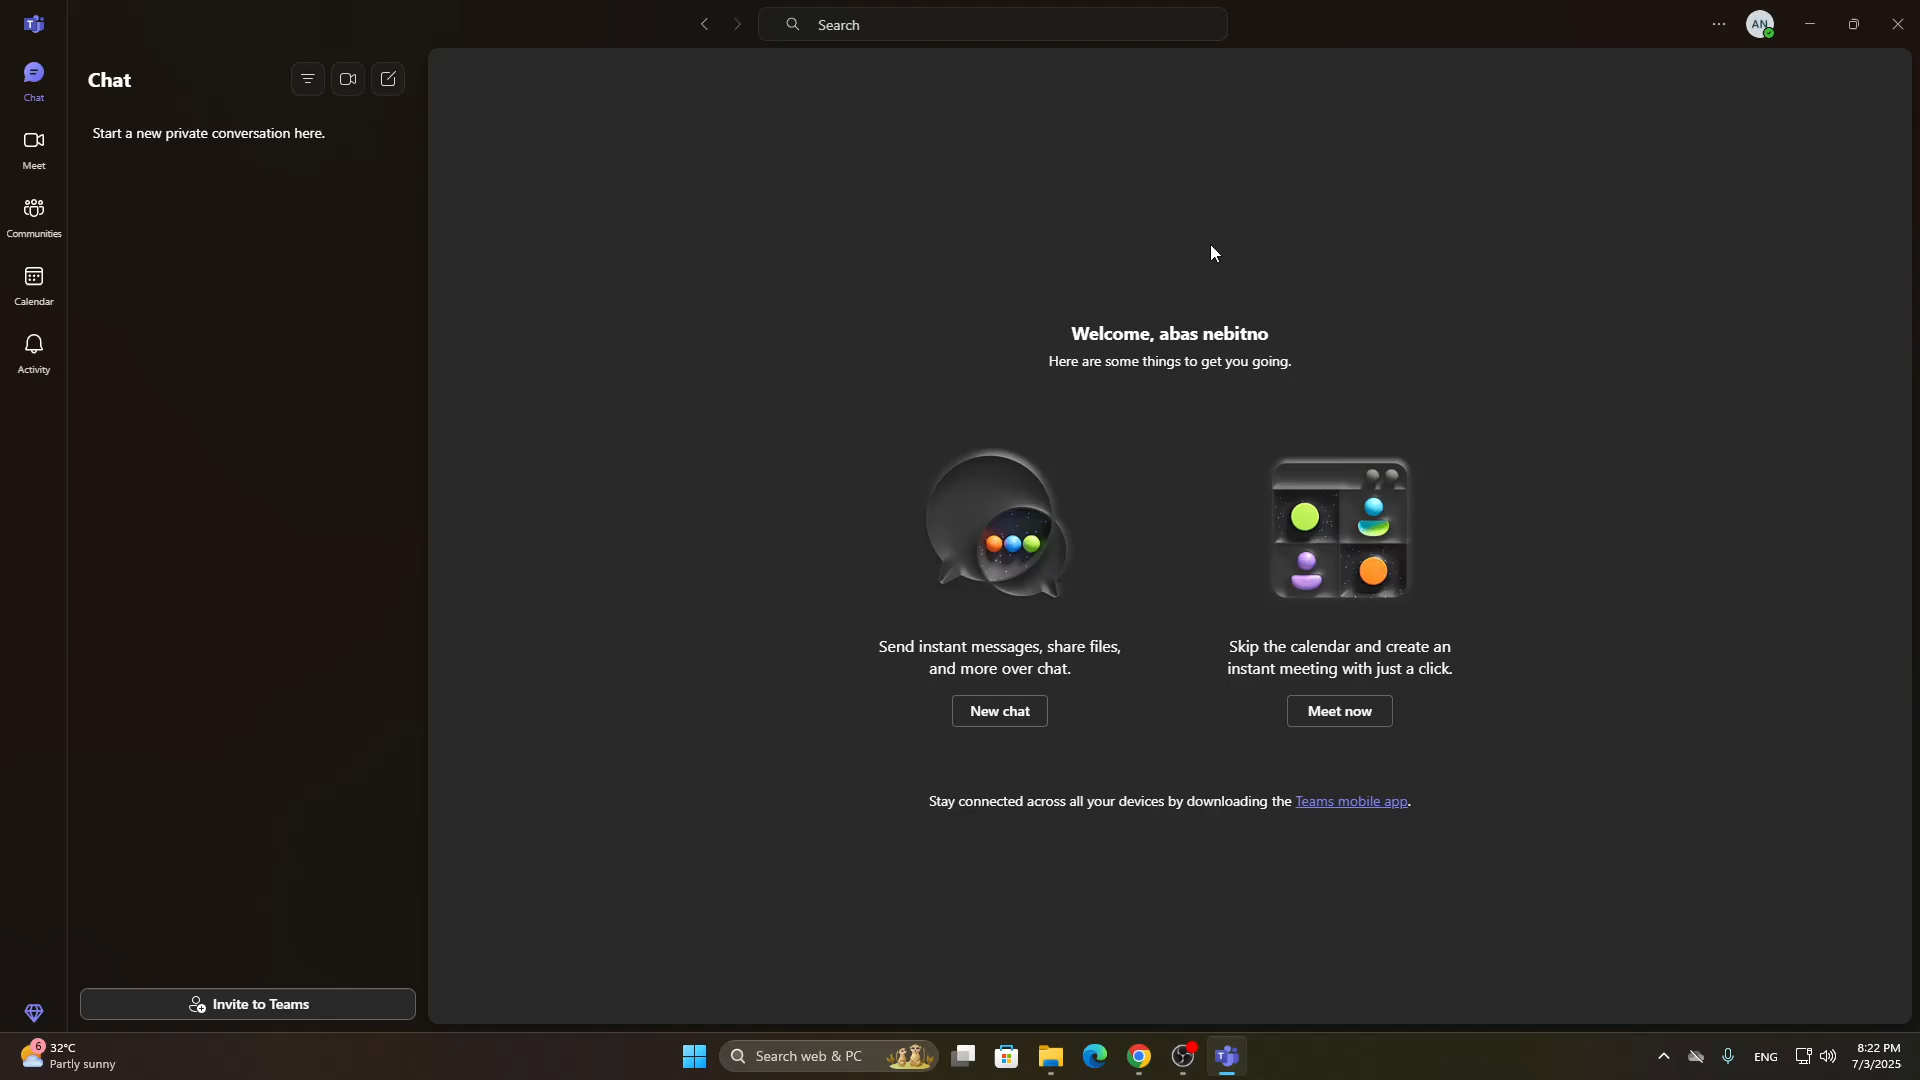 Search
AN
Chat
Chat
Start a new private conversation here.
Meet
Communities
Calendar
Activity
Welcome, abas nebitno
Here are some things to get you going.
Send instant messages, share files,
and more over chat.
New chat
Skip the calendar and create an
instant meeting with just a click.
Meet now
Stay connected across all your devices by downloading the Teams mobile app.
Invite to Teams
6
32°C
Partly sunny
Search web & PC
ENG
8:22 PM
7/3/2025